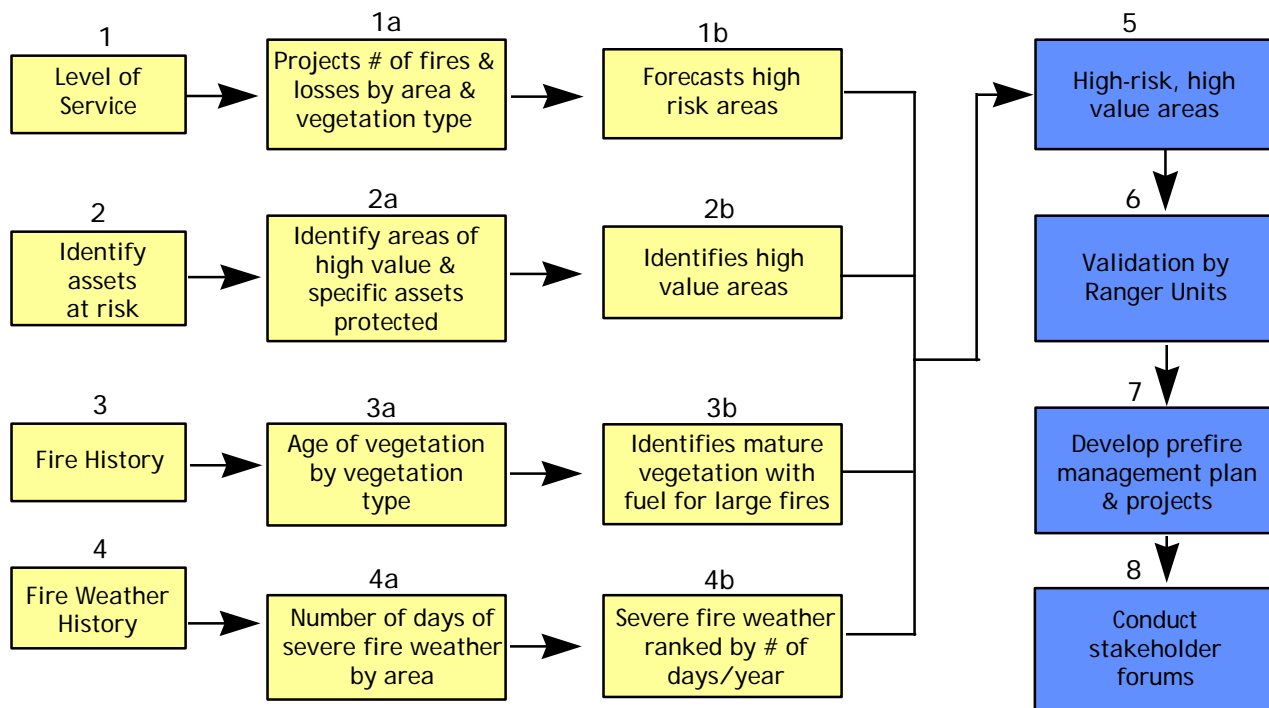 1
Level of
Service
1a
Projects # of fires &
losses by area &
vegetation type
1b
Forecasts high
risk areas
2
Identify
assets
at risk
2a
Identify areas of
high value &
specific assets
protected
2b
Identifies high
value areas
3
Fire History
3a
Age of vegetation
by vegetation
type
3b
Identifies mature
vegetation with
fuel for large fires
4
Fire Weather
History
4a
Number of days of
severe fire weather
by area
4b
Severe fire weather
ranked by # of
days/year
5
High-risk, high
value areas
6
Validation by
Ranger Units
7
Develop prefire
management plan
& projects
8
Conduct
stakeholder
forums